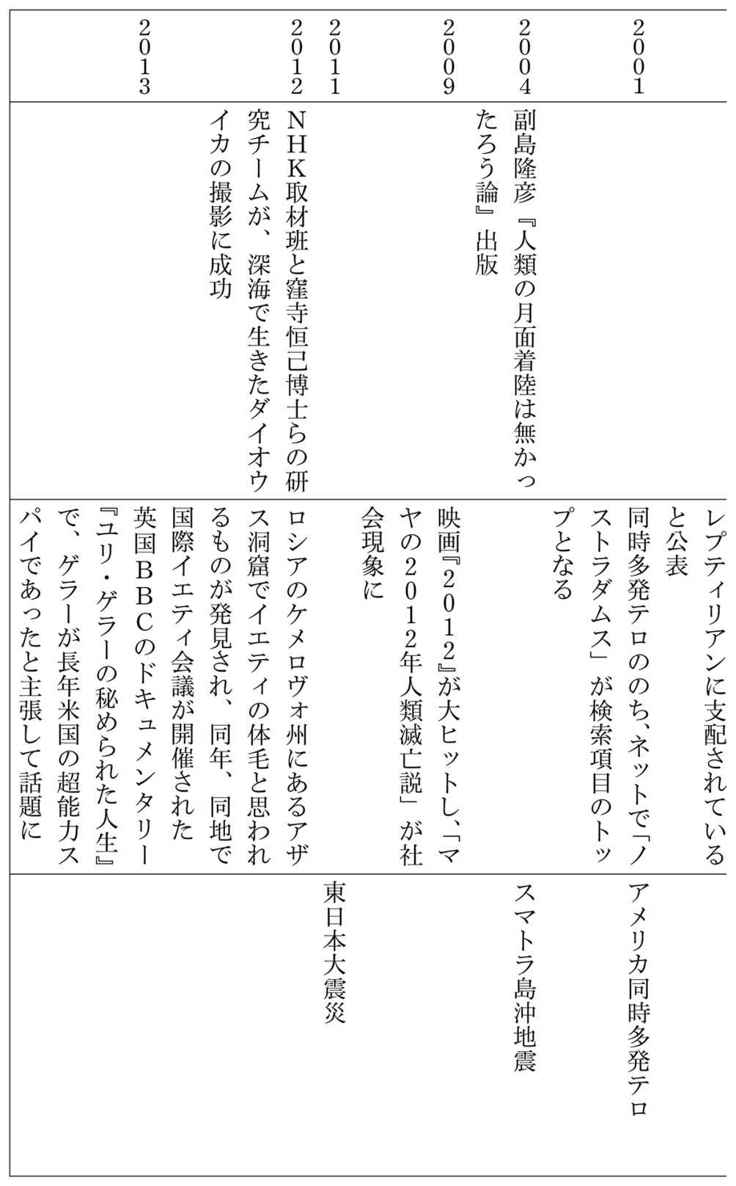 レプティリアンに支配されている
と公表
2001
同時多発テロののち、ネットで「ノ
ストラダムス」が検索項目のトッ
プとなる
アメリカ同時多発テロ
2004
副島隆彦『人類の月面着陸は無かっ
たろう論』出版
スマトラ島沖地震
2009
映画『2012』が大ヒットし、「マ
ヤの2012年人類滅亡説」が社
会現象に
2011
東日本大震災
2012
NHK取材班と窪寺恒己博士らの研
究チームが、深海で生きたダイオウ
イカの撮影に成功
ロシアのケメロヴォ州にあるアザ
ス洞窟でイエティの体毛と思われ
るものが発見され、同年、同地で
国際イエティ会議が開催された
2013
英国BBCのドキュメンタリー
『ユリ・ゲラーの秘められた人生』
で、ゲラーが長年米国の超能力ス
パイであったと主張して話題に